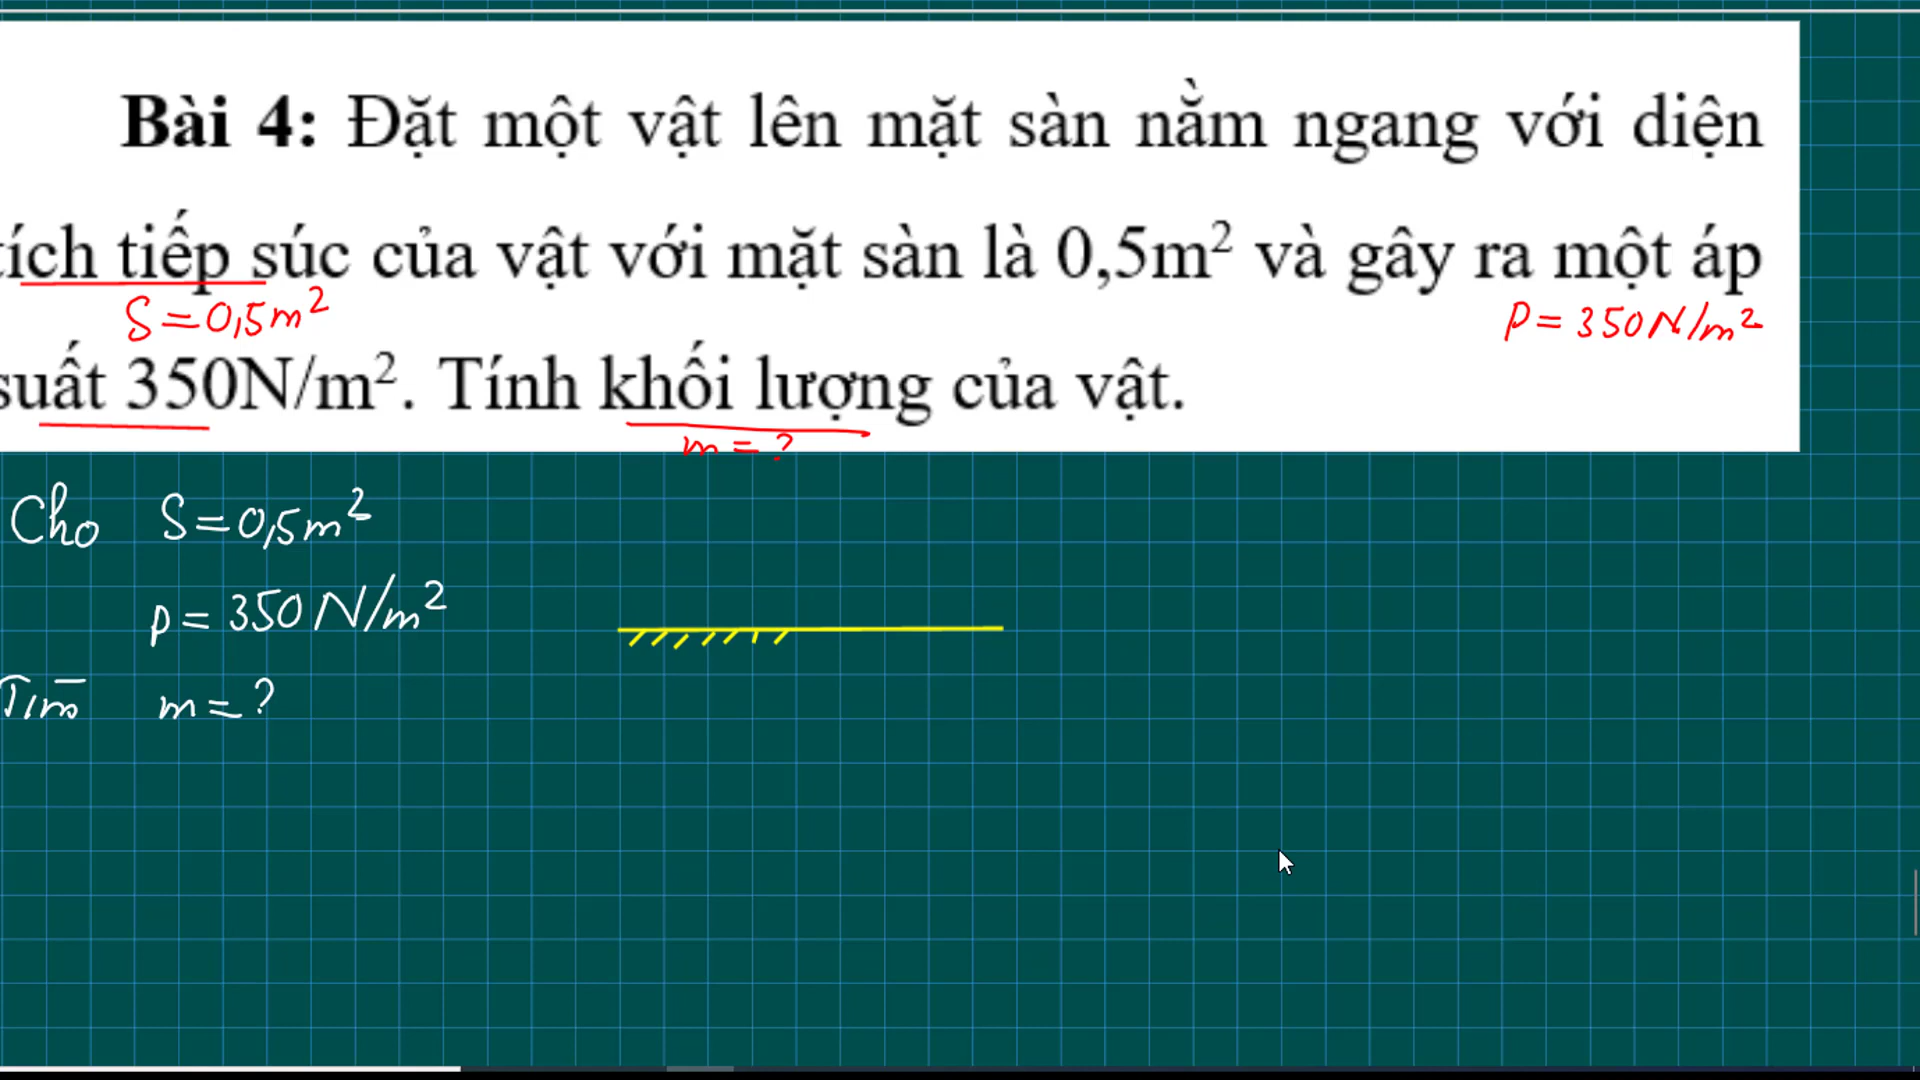 Bài 4: Đặt một vật lên mặt sàn nằm ngang với diện
tích tiếp súc của vật với mặt sàn là 0,5m² và gây ra một áp
S = 0,5m²
p = 350N/m²
suất 350N/m². Tính khối lượng của vật.
m = ?
Cho S = 0,5m²
p = 350 N/m²
Tìm m = ?